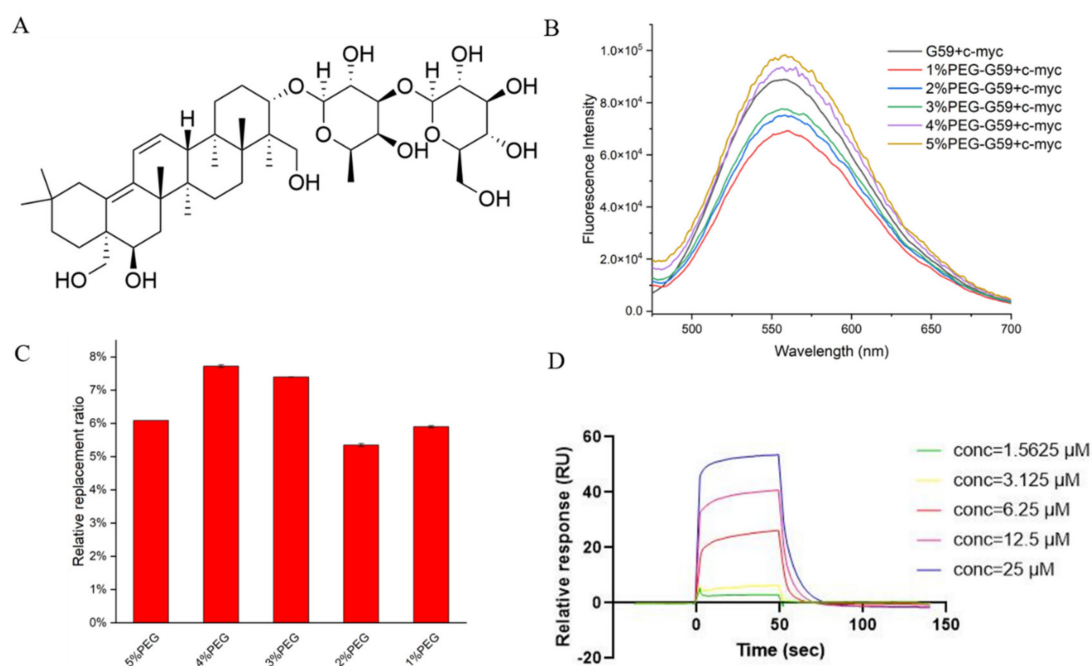 A
H
OH
H
OH
O
O
O
OH
H
O
O
OH
OH
OH
OH
HO
HO
OH
B
Fluorescence Intensity
1.0×10⁵
8.0×10⁴
6.0×10⁴
4.0×10⁴
2.0×10⁴
0.0
500
550
600
650
700
Wavelength (nm)
G59+c-myc
1%PEG-G59+c-myc
2%PEG-G59+c-myc
3%PEG-G59+c-myc
4%PEG-G59+c-myc
5%PEG-G59+c-myc
C
Relative replacement ratio
8%
7%
6%
5%
4%
3%
2%
1%
0%
5%PEG
4%PEG
3%PEG
2%PEG
1%PEG
D
Relative response (RU)
60
40
20
0
0
50
100
150
Time (sec)
conc=1.5625 μM
conc=3.125 μM
conc=6.25 μM
conc=12.5 μM
conc=25 μM